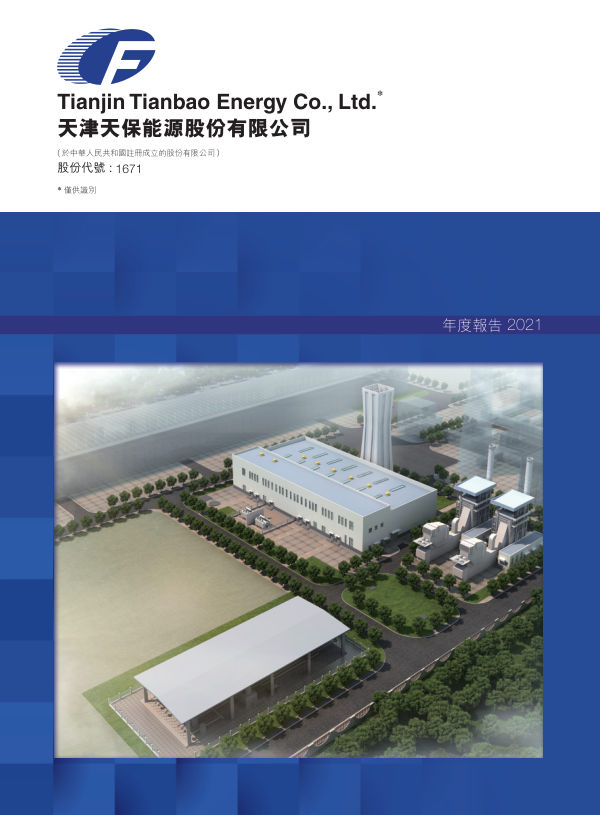 Tianjin Tianbao Energy Co., Ltd.*
天津天保能源股份有限公司
(於中華人民共和國註冊成立的股份有限公司)
股份代號：1671
* 僅供識別
年度報告 2021